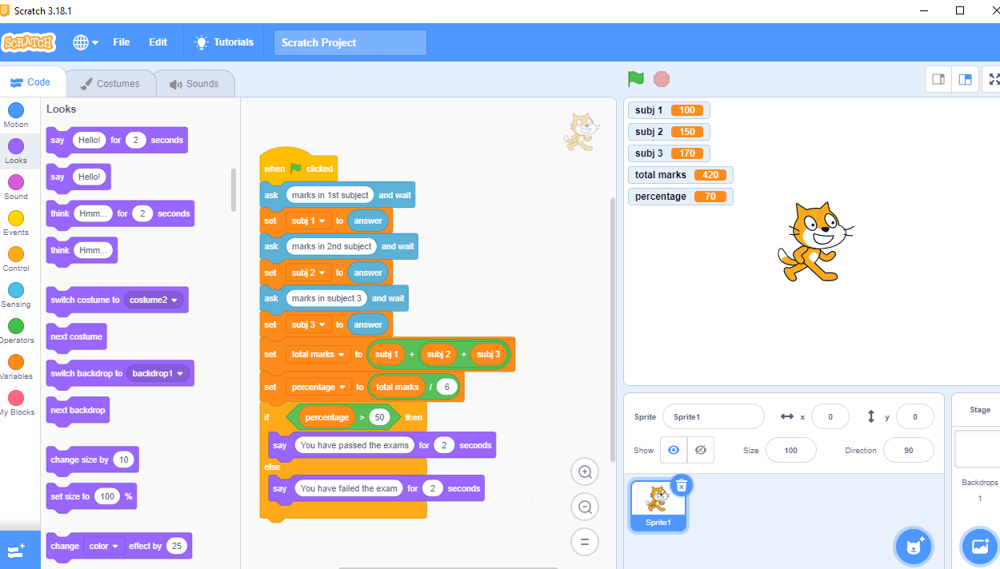 Scratch 3.18.1
SCRATCH File Edit Tutorials Scratch Project
Code Costumes Sounds
Motion
Looks
Sound
Events
Control
Sensing
Operators
Variables
My Blocks
Looks
say Hello! for 2 seconds
say Hello!
think Hmm... for 2 seconds
think Hmm...
switch costume to costume2
next costume
switch backdrop to backdrop1
next backdrop
change size by 10
set size to 100 %
change color effect by 25
when clicked
ask marks in 1st subject and wait
set subj 1 to answer
ask marks in 2nd subject and wait
set subj 2 to answer
ask marks in subject 3 and wait
set subj 3 to answer
set total marks to subj 1 + subj 2 + subj 3
set percentage to total marks / 6
if percentage > 50 then
say You have passed the exams for 2 seconds
else
say You have failed the exam for 2 seconds
subj 1 100
subj 2 150
subj 3 170
total marks 420
percentage 70
Sprite Sprite1 x 0 y 0
Show Size 100 Direction 90
Sprite1
Stage
Backdrops
1